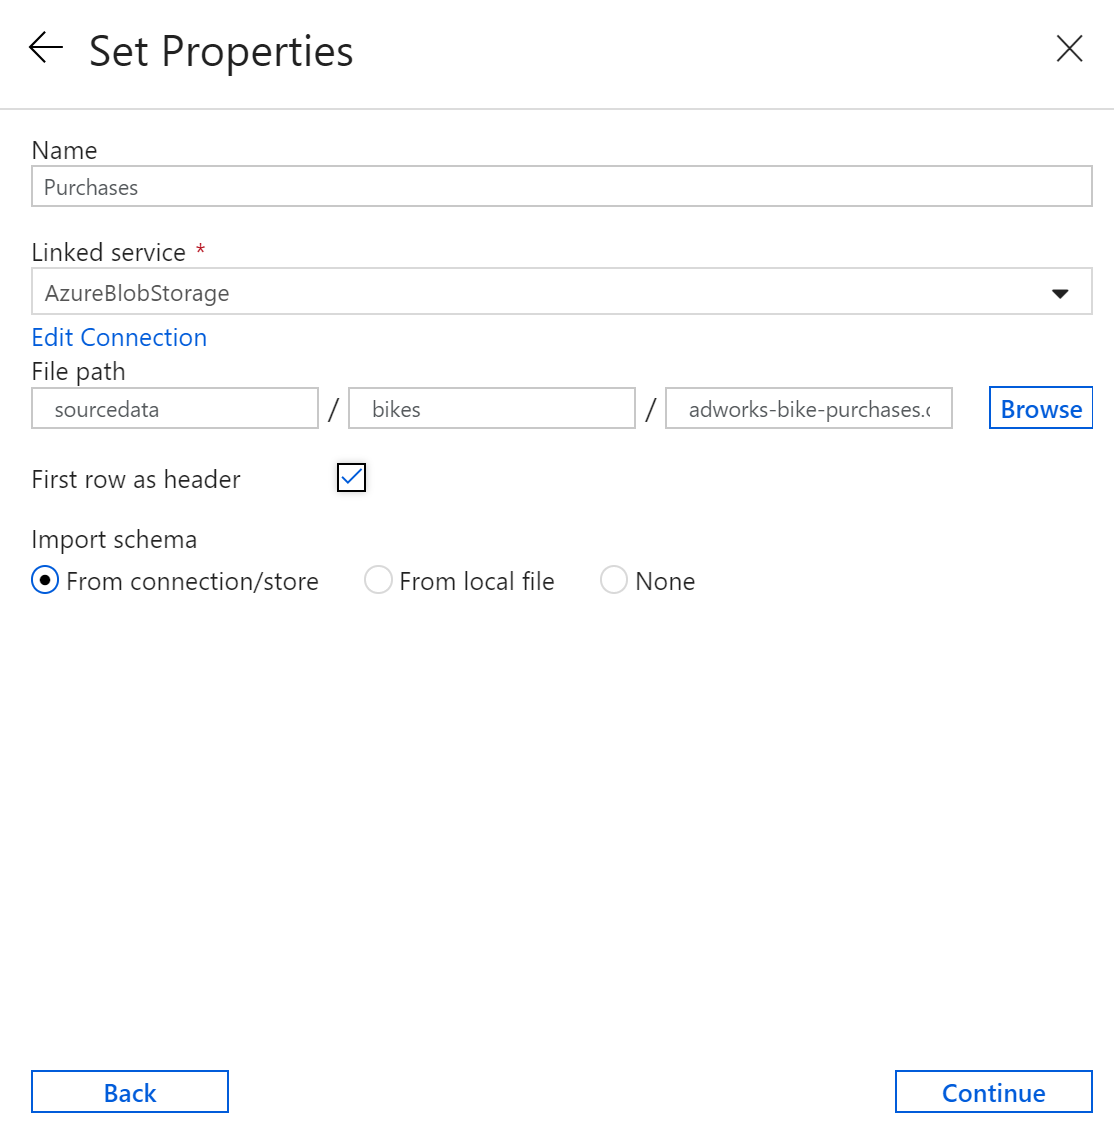 Set Properties
Name
Purchases
Linked service *
AzureBlobStorage
Edit Connection
File path
sourcedata / bikes / adworks-bike-purchases.c Browse
First row as header
Import schema
From connection/store From local file None
Back Continue